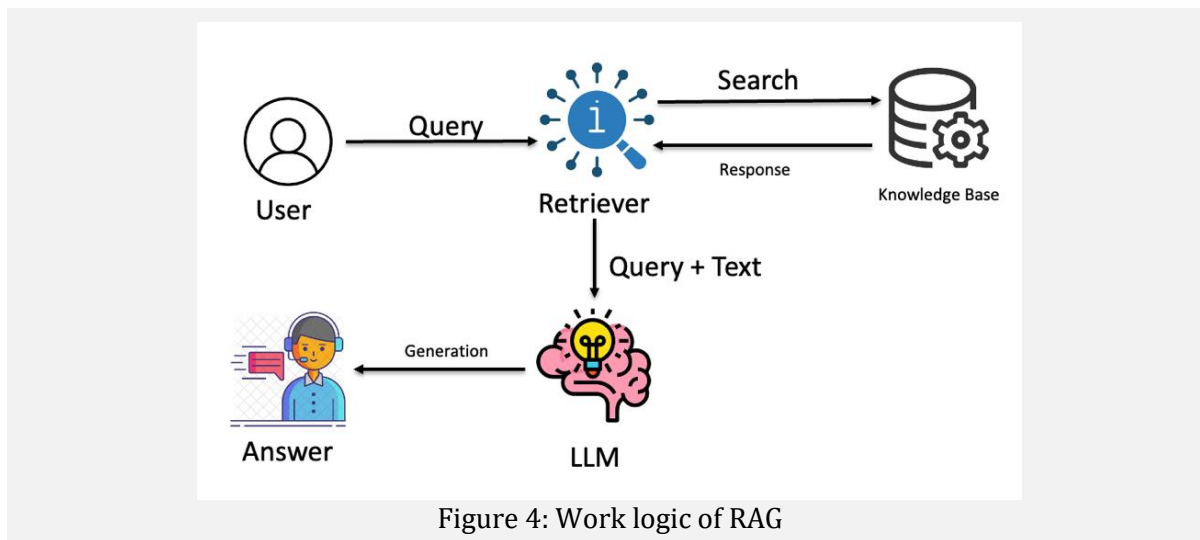 Search
Query
i
Response
User
Retriever
Knowledge Base
Query + Text
Generation
Answer
LLM
Figure 4: Work logic of RAG